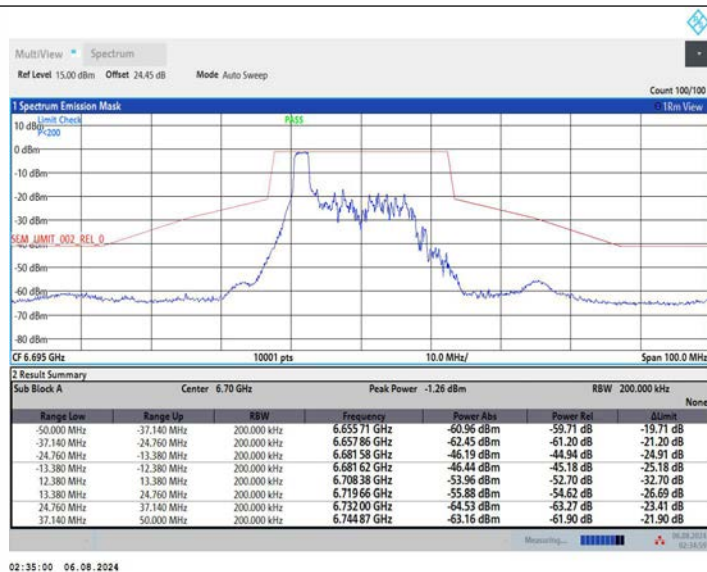 MultiView Spectrum
Ref Level 15.00 dBm Offset 24.45 dB Mode Auto Sweep
Count 100/100
1 Spectrum Emission Mask 1Rm View
Limit Check PASS
10 dBm
P<200
0 dBm
-10 dBm
-20 dBm
-30 dBm
SEM_LIMIT_002_REL_0
-40 dBm
-50 dBm
-60 dBm
-70 dBm
-80 dBm
CF 6.695 GHz 10001 pts 10.0 MHz/ Span 100.0 MHz
2 Result Summary
Sub Block A Center 6.70 GHz Peak Power -1.26 dBm RBW 200.000 kHz
None
Range Low Range Up RBW Frequency Power Abs Power Rel ΔLimit
-50.000 MHz -37.140 MHz 200.000 kHz 6.655 71 GHz -60.96 dBm -59.71 dB -19.71 dB
-37.140 MHz -24.760 MHz 200.000 kHz 6.657 86 GHz -62.45 dBm -61.20 dB -21.20 dB
-24.760 MHz -13.380 MHz 200.000 kHz 6.681 58 GHz -46.19 dBm -44.94 dB -24.91 dB
-13.380 MHz -12.380 MHz 200.000 kHz 6.681 62 GHz -46.44 dBm -45.18 dB -25.18 dB
12.380 MHz 13.380 MHz 200.000 kHz 6.708 38 GHz -53.96 dBm -52.70 dB -32.70 dB
13.380 MHz 24.760 MHz 200.000 kHz 6.719 66 GHz -55.88 dBm -54.62 dB -26.69 dB
24.760 MHz 37.140 MHz 200.000 kHz 6.732 00 GHz -64.53 dBm -63.27 dB -23.41 dB
37.140 MHz 50.000 MHz 200.000 kHz 6.744 87 GHz -63.16 dBm -61.90 dB -21.90 dB
Measuring... 06.08.2024
02:34:59
02:35:00 06.08.2024